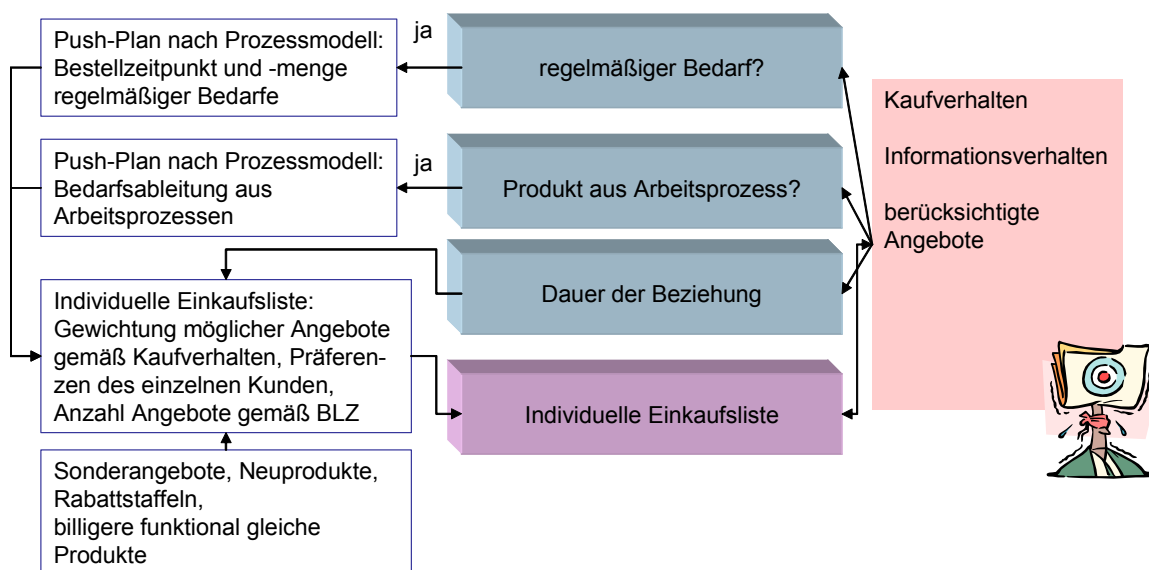 Push-Plan nach Prozessmodell:
Bestellzeitpunkt und -menge
regelmäßiger Bedarfe
ja
regelmäßiger Bedarf?
Push-Plan nach Prozessmodell:
Bedarfsableitung aus
Arbeitsprozessen
ja
Produkt aus Arbeitsprozess?
Dauer der Beziehung
Individuelle Einkaufsliste:
Gewichtung möglicher Angebote
gemäß Kaufverhalten, Präferen-
zen des einzelnen Kunden,
Anzahl Angebote gemäß BLZ
Individuelle Einkaufsliste
Sonderangebote, Neuprodukte,
Rabattstaffeln,
billigere funktional gleiche
Produkte
Kaufverhalten
Informationsverhalten
berücksichtigte
Angebote